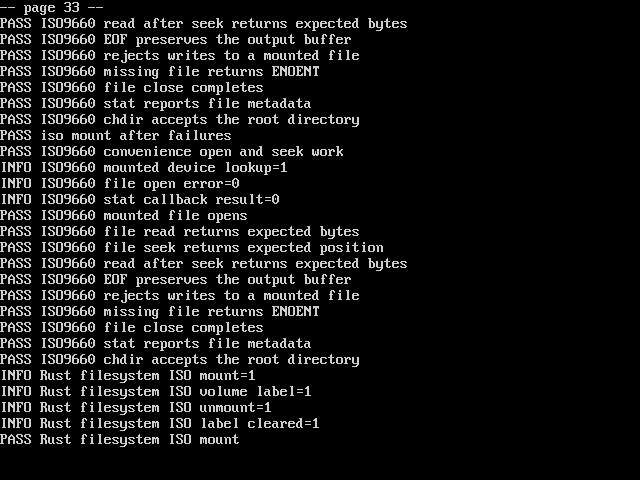 -- page 33 --
PASS ISO9660 read after seek returns expected bytes
PASS ISO9660 EOF preserves the output buffer
PASS ISO9660 rejects writes to a mounted file
PASS ISO9660 missing file returns ENOENT
PASS ISO9660 file close completes
PASS ISO9660 stat reports file metadata
PASS ISO9660 chdir accepts the root directory
PASS iso mount after failures
PASS ISO9660 convenience open and seek work
INFO ISO9660 mounted device lookup=1
INFO ISO9660 file open error=0
INFO ISO9660 stat callback result=0
PASS ISO9660 mounted file opens
PASS ISO9660 file read returns expected bytes
PASS ISO9660 file seek returns expected position
PASS ISO9660 read after seek returns expected bytes
PASS ISO9660 EOF preserves the output buffer
PASS ISO9660 rejects writes to a mounted file
PASS ISO9660 missing file returns ENOENT
PASS ISO9660 file close completes
PASS ISO9660 stat reports file metadata
PASS ISO9660 chdir accepts the root directory
INFO Rust filesystem ISO mount=1
INFO Rust filesystem ISO volume label=1
INFO Rust filesystem ISO unmount=1
INFO Rust filesystem ISO label cleared=1
PASS Rust filesystem ISO mount